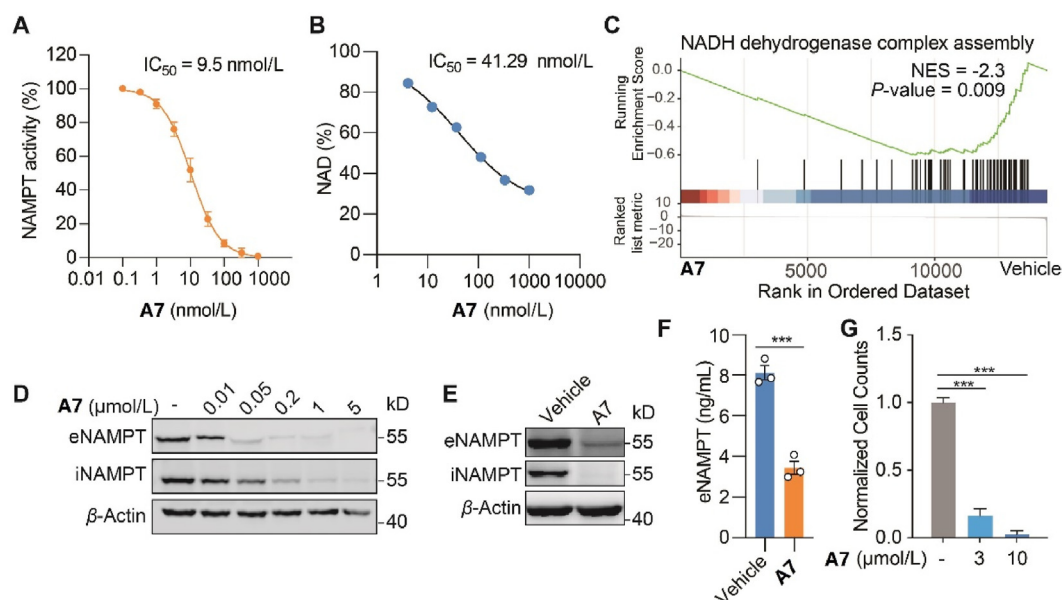 A
IC50 = 9.5 nmol/L
NAMPT activity (%)
120
100
80
60
40
20
0
0.01 0.1 1 10 100 1000
A7 (nmol/L)
B
IC50 = 41.29 nmol/L
NAD (%)
100
80
60
40
20
0
1 10 100 1000 10000
A7 (nmol/L)
C
NADH dehydrogenase complex assembly
NES = -2.3
P-value = 0.009
Running
Enrichment Score
0.0
-0.2
-0.4
-0.6
Ranked
list metric
10
0
-10
-20
A7 5000 10000 Vehicle
Rank in Ordered Dataset
D
A7 (μmol/L) - 0.01 0.05 0.2 1 5 kD
eNAMPT -55
iNAMPT -55
β-Actin -40
E
Vehicle A7 kD
eNAMPT -55
iNAMPT -55
β-Actin -40
F
***
eNAMPT (ng/mL)
10
8
6
4
2
0
Vehicle A7
G
***
***
Normalized Cell Counts
1.5
1.0
0.5
0.0
A7 (μmol/L) - 3 10